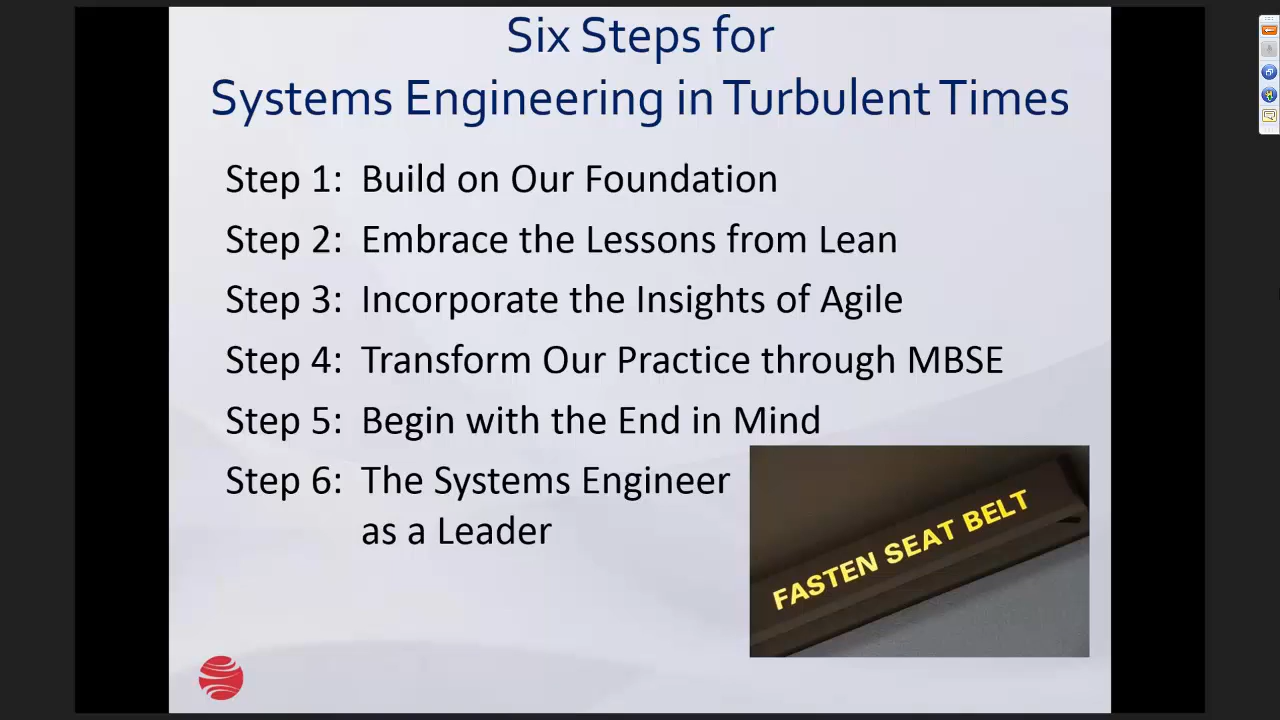 Six Steps for
Systems Engineering in Turbulent Times
Step 1: Build on Our Foundation
Step 2: Embrace the Lessons from Lean
Step 3: Incorporate the Insights of Agile
Step 4: Transform Our Practice through MBSE
Step 5: Begin with the End in Mind
Step 6: The Systems Engineer
as a Leader
FASTEN SEAT BELT